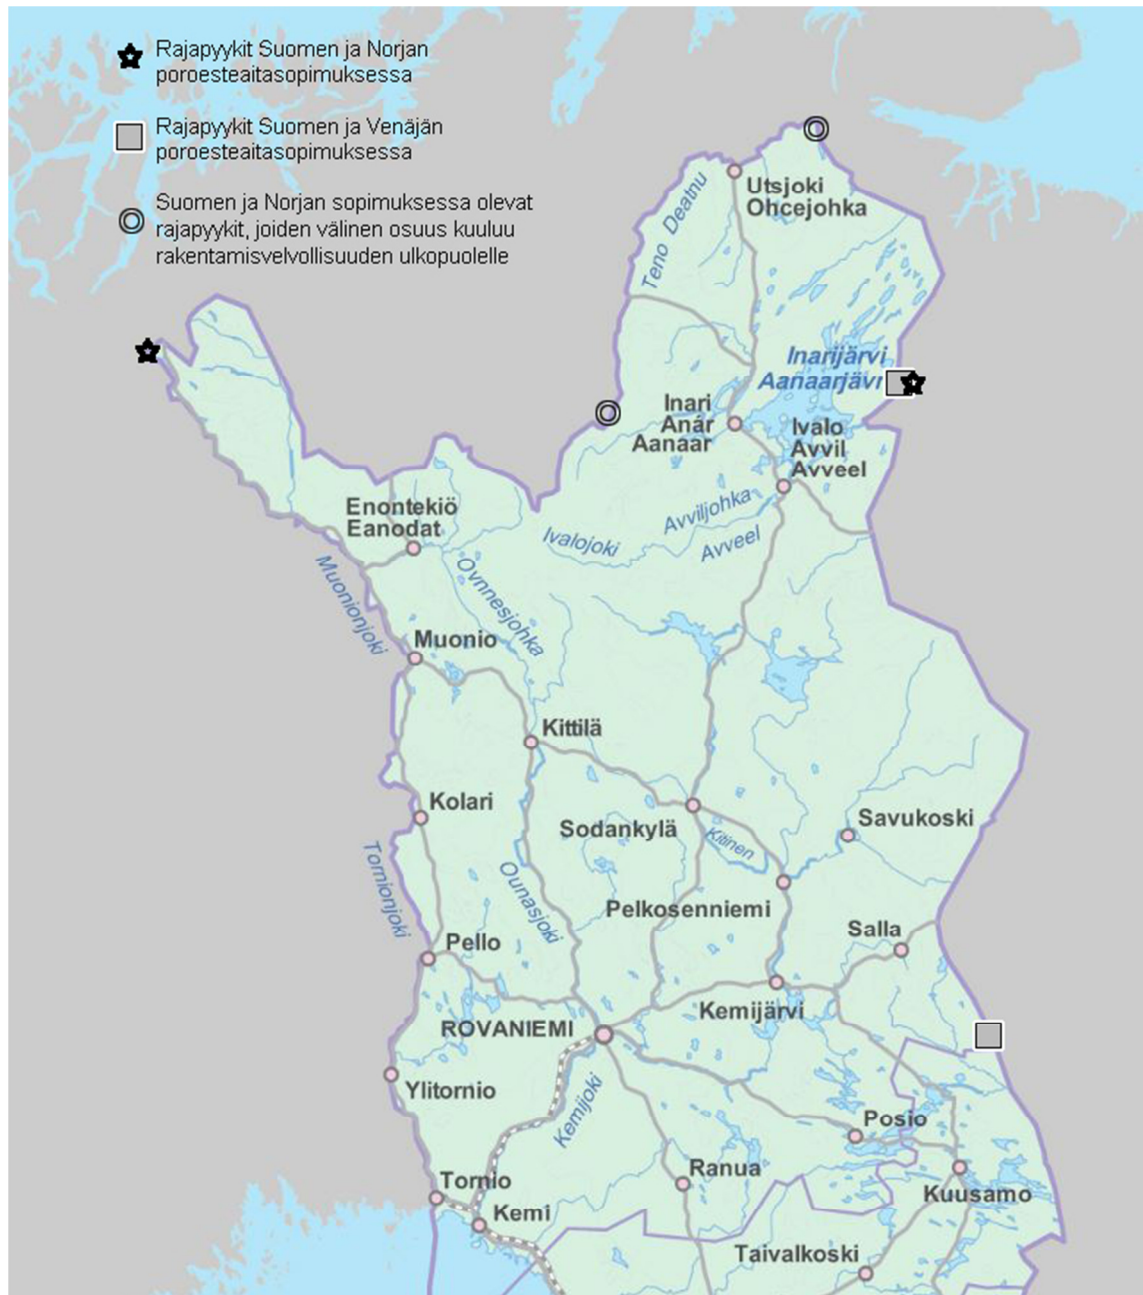 Rajapyykit Suomen ja Norjan
poroesteaitasopimuksessa
Rajapyykit Suomen ja Venäjän
poroesteaitasopimuksessa
Suomen ja Norjan sopimuksessa olevat
rajapyykit, joiden välinen osuus kuuluu
rakentamisvelvollisuuden ulkopuolelle
Utsjoki
Ohcejohka
Teno Deatnu
Inarijärvi
Aanaarjävri
Inari
Anár
Aanaar
Ivalo
Avvil
Avveel
Enontekiö
Eanodat
Ivalojoki
Avviljohka
Avveel
Muonionjoki
Ovnnesjohka
Muonio
Kittilä
Kolari
Sodankylä
Kitinen
Savukoski
Tornionjoki
Ounasjoki
Pelkosenniemi
Salla
Pello
Kemijärvi
ROVANIEMI
Ylitornio
Kemijoki
Posio
Ranua
Tornio
Kuusamo
Kemi
Taivalkoski